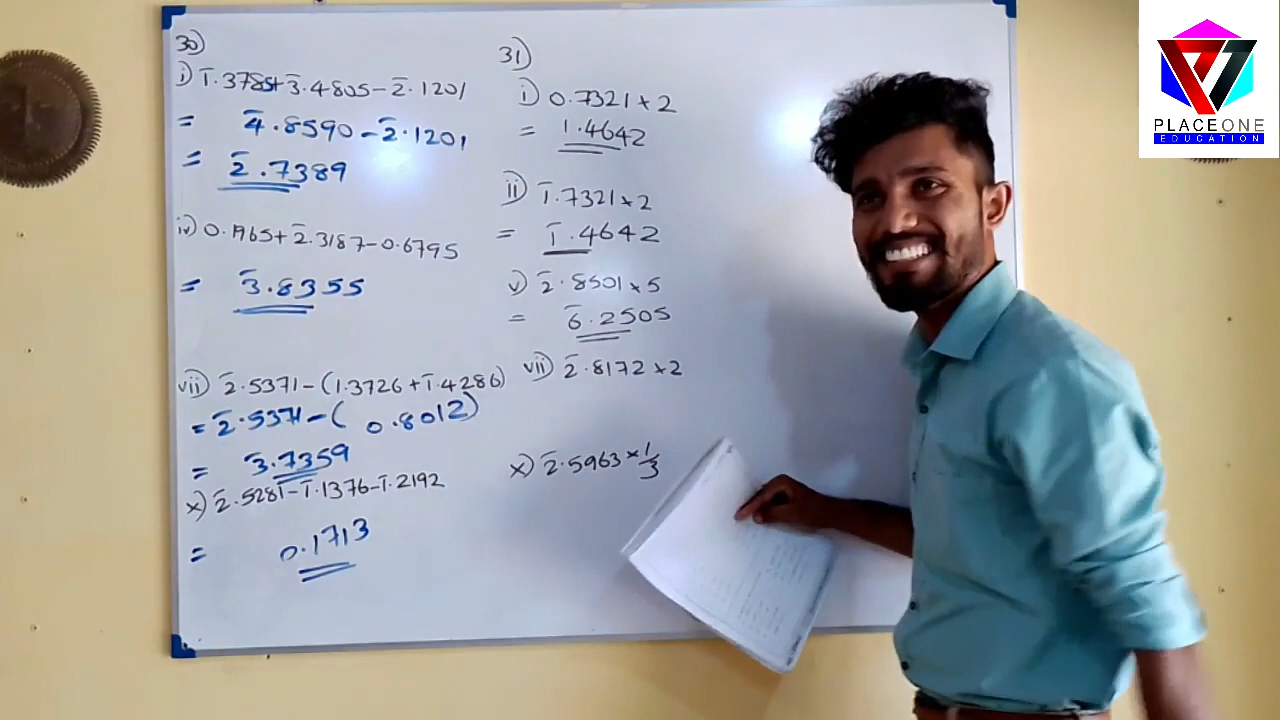 30)
i) 1̄.3785+3̄.4805-2̄.1201
= 4̄.8590-2̄.1201
= 2̄.7389
iv) 0.1965+2̄.3187-0.6795
= 3̄.8355
vii) 2̄.5371-(1.3726+1̄.4286)
= 2̄.5371-( 0.8012)
= 3̄.7359
x) 2̄.5281-1̄.1376-1̄.2192
= 0.1713
31)
i) 0.7321×2
= 1.4642
ii) 1̄.7321×2
= 1̄.4642
v) 2̄.8501×5
= 6̄.2505
vii) 2̄.8172×2
x) 2̄.5963×1/3
PLACEONE
EDUCATION